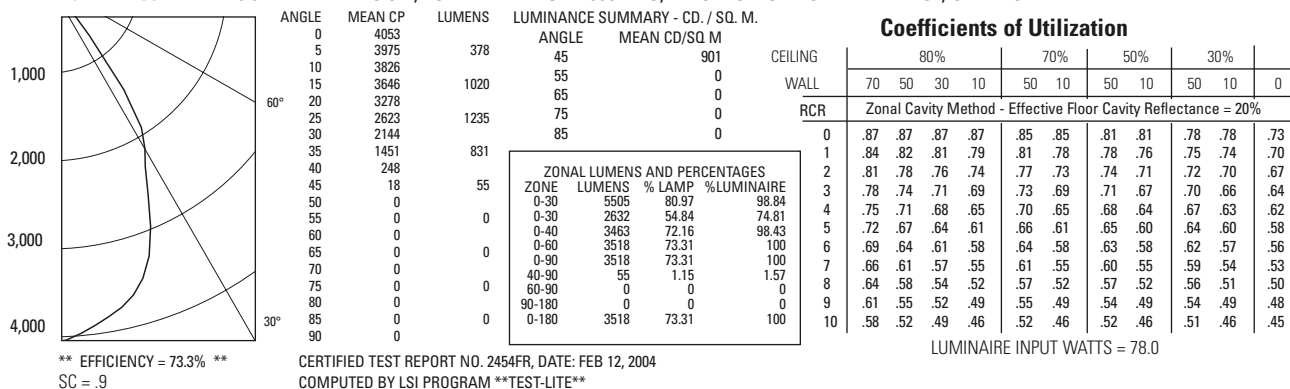 1,000
2,000
3,000
4,000
60°
30°
** EFFICIENCY = 73.3% **
SC = .9
ANGLE MEAN CP LUMENS
0 4053
5 3975 378
10 3826
15 3646 1020
20 3278
25 2623 1235
30 2144
35 1451 831
40 248
45 18 55
50 0
55 0 0
60 0
65 0 0
70 0
75 0 0
80 0
85 0 0
90 0
CERTIFIED TEST REPORT NO. 2454FR, DATE: FEB 12, 2004
COMPUTED BY LSI PROGRAM **TEST-LITE**
LUMINANCE SUMMARY - CD. / SQ. M.
ANGLE MEAN CD/SQ M
45 901
55 0
65 0
75 0
85 0
ZONAL LUMENS AND PERCENTAGES
ZONE LUMENS % LAMP %LUMINAIRE
0-30 5505 80.97 98.84
0-30 2632 54.84 74.81
0-40 3463 72.16 98.43
0-60 3518 73.31 100
0-90 3518 73.31 100
40-90 55 1.15 1.57
60-90 0 0 0
90-180 0 0 0
0-180 3518 73.31 100
Coefficients of Utilization
CEILING 80% 70% 50% 30%
WALL 70 50 30 10 50 10 50 10 50 10 0
RCR Zonal Cavity Method - Effective Floor Cavity Reflectance = 20%
0 .87 .87 .87 .87 .85 .85 .81 .81 .78 .78 .73
1 .84 .82 .81 .79 .81 .78 .78 .76 .75 .74 .70
2 .81 .78 .76 .74 .77 .73 .74 .71 .72 .70 .67
3 .78 .74 .71 .69 .73 .69 .71 .67 .70 .66 .64
4 .75 .71 .68 .65 .70 .65 .68 .64 .67 .63 .62
5 .72 .67 .64 .61 .66 .61 .65 .60 .64 .60 .58
6 .69 .64 .61 .58 .64 .58 .63 .58 .62 .57 .56
7 .66 .61 .57 .55 .61 .55 .60 .55 .59 .54 .53
8 .64 .58 .54 .52 .57 .52 .57 .52 .56 .51 .50
9 .61 .55 .52 .49 .55 .49 .54 .49 .54 .49 .48
10 .58 .52 .49 .46 .52 .46 .52 .46 .51 .46 .45
LUMINAIRE INPUT WATTS = 78.0